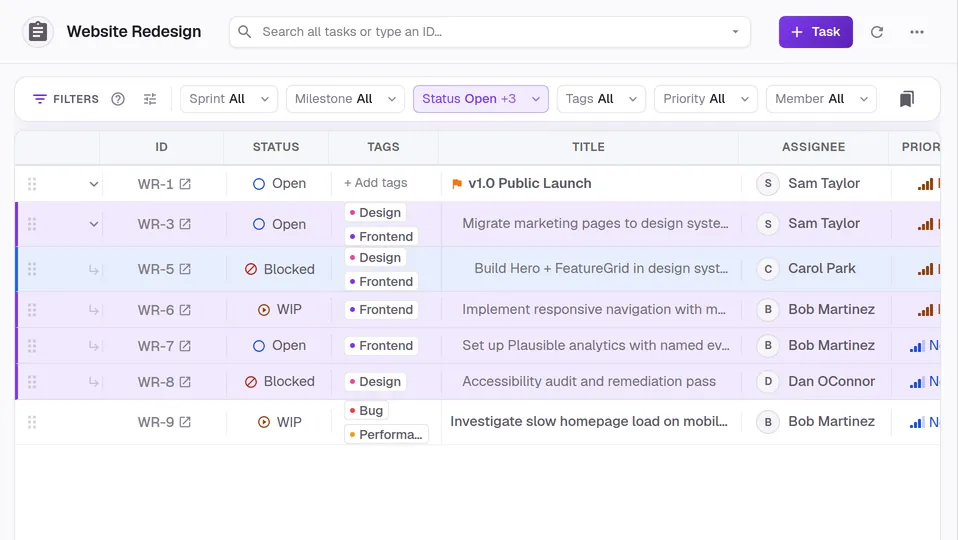 Website Redesign
Search all tasks or type an ID...
+ Task
FILTERS
Sprint All
Milestone All
Status Open +3
Tags All
Priority All
Member All
ID STATUS TAGS TITLE ASSIGNEE PRIOR
WR-1 Open + Add tags v1.0 Public Launch S Sam Taylor
WR-3 Open Design Frontend Migrate marketing pages to design syste... S Sam Taylor
WR-5 Blocked Design Frontend Build Hero + FeatureGrid in design syst... C Carol Park
WR-6 WIP Frontend Implement responsive navigation with m... B Bob Martinez
WR-7 Open Frontend Set up Plausible analytics with named ev... B Bob Martinez
WR-8 Blocked Design Accessibility audit and remediation pass D Dan OConnor
WR-9 WIP Bug Performa... Investigate slow homepage load on mobil... B Bob Martinez